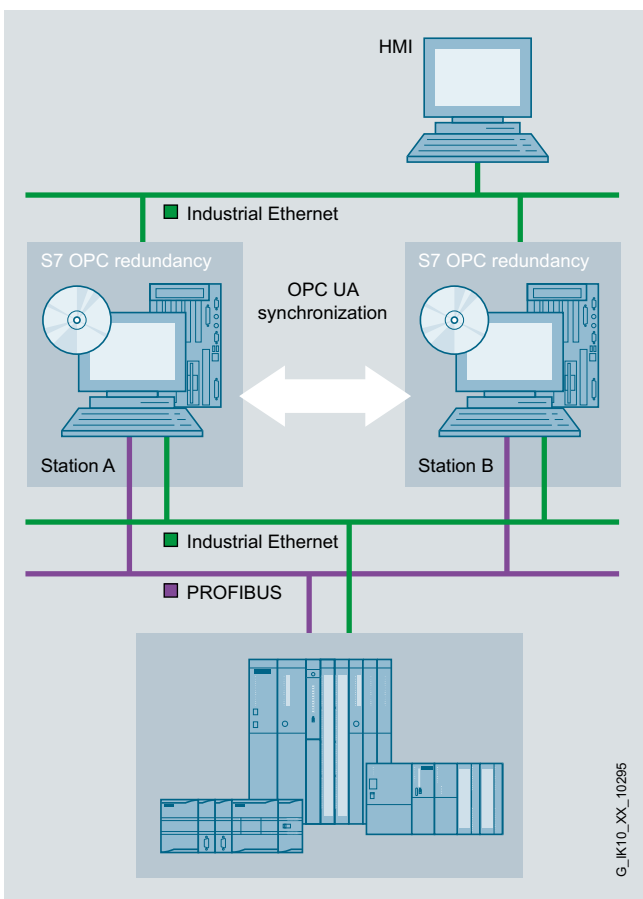 HMI
Industrial Ethernet
S7 OPC redundancy
S7 OPC redundancy
OPC UA
synchronization
Station A
Station B
Industrial Ethernet
PROFIBUS
G_IK10_XX_10295